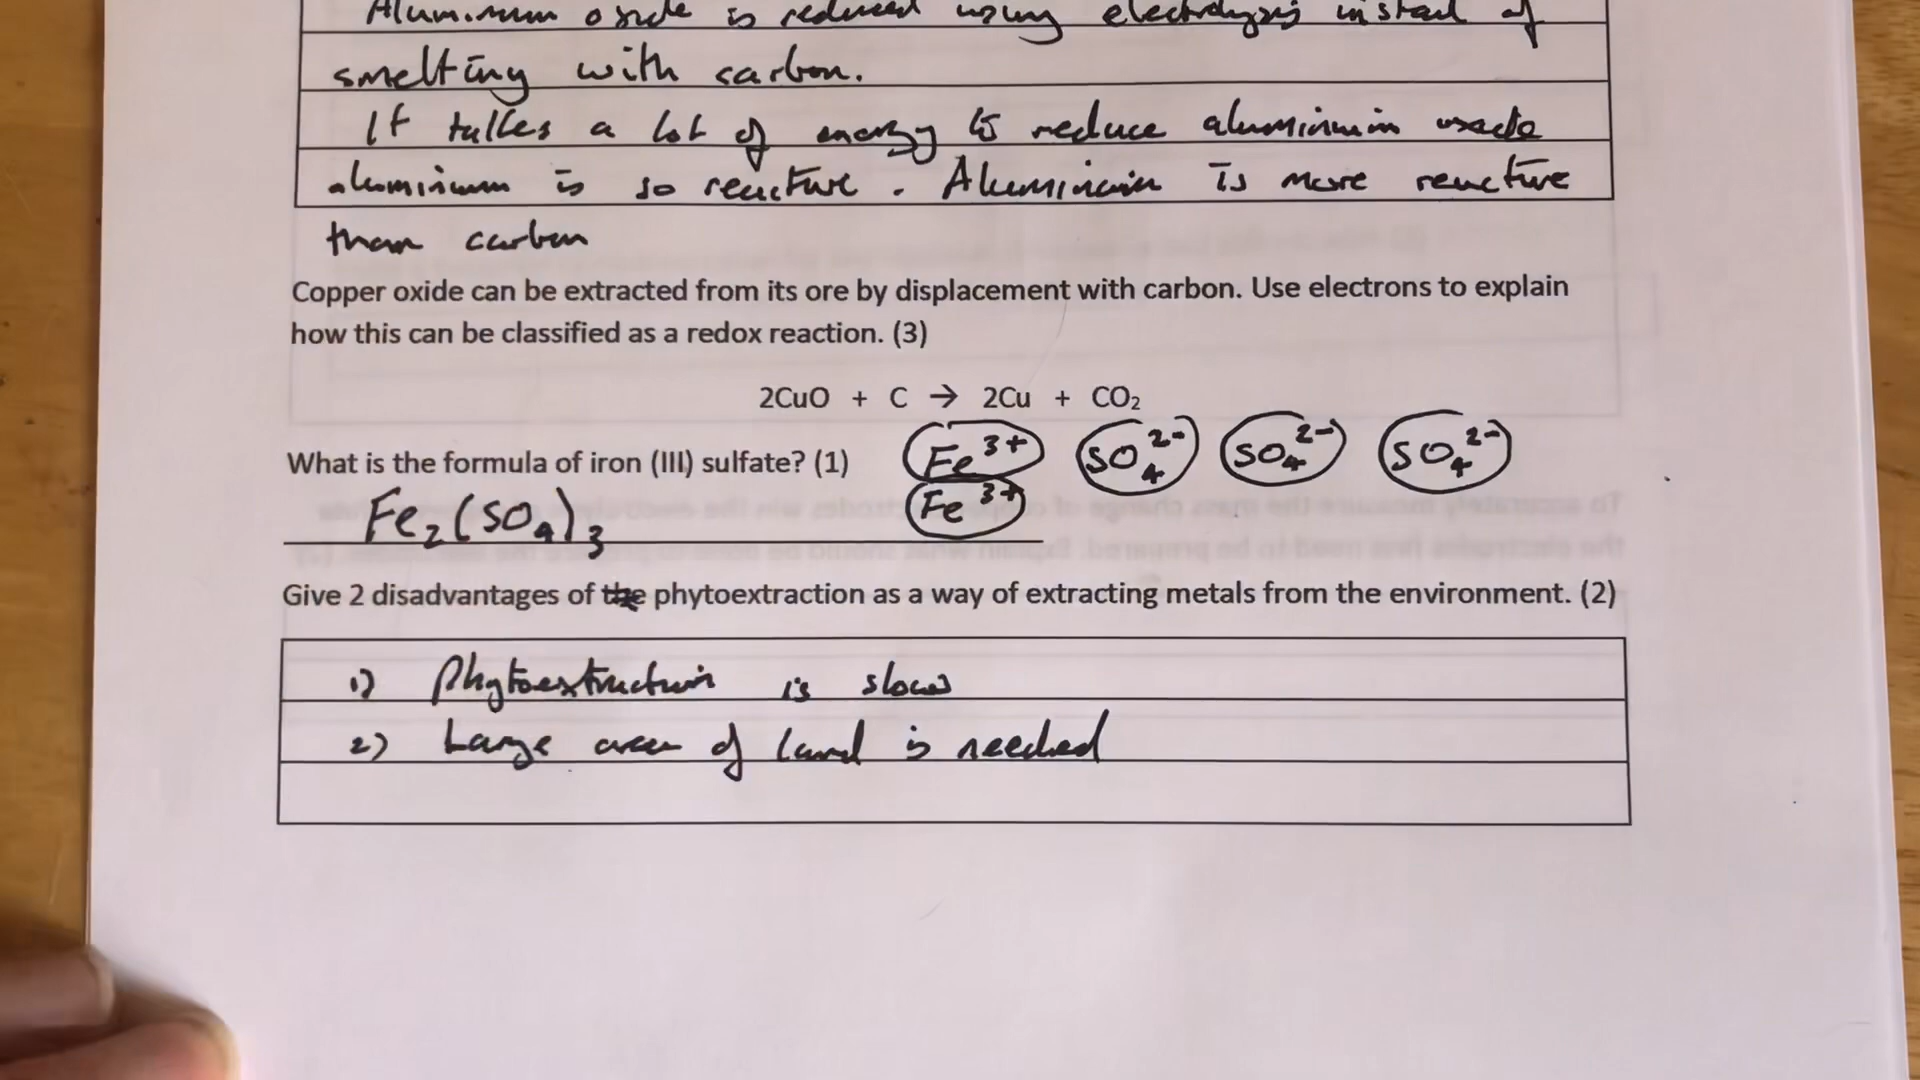 Aluminium oxide is reduced using electrolysis instead of
smelting with carbon.
It takes a lot of energy to reduce aluminium
aluminium is so reactive. Aluminium is more reactive
than carbon
Copper oxide can be extracted from its ore by displacement with carbon. Use electrons to explain
how this can be classified as a redox reaction. (3)
2CuO + C → 2Cu + CO₂
What is the formula of iron (III) sulfate? (1)
Fe³⁺ SO₄²⁻ SO₄²⁻ SO₄²⁻
Fe³⁺
Fe₂(SO₄)₃
Give 2 disadvantages of phytoextraction as a way of extracting metals from the environment. (2)
1) Phytoextraction is slow
2) Large area of land is needed